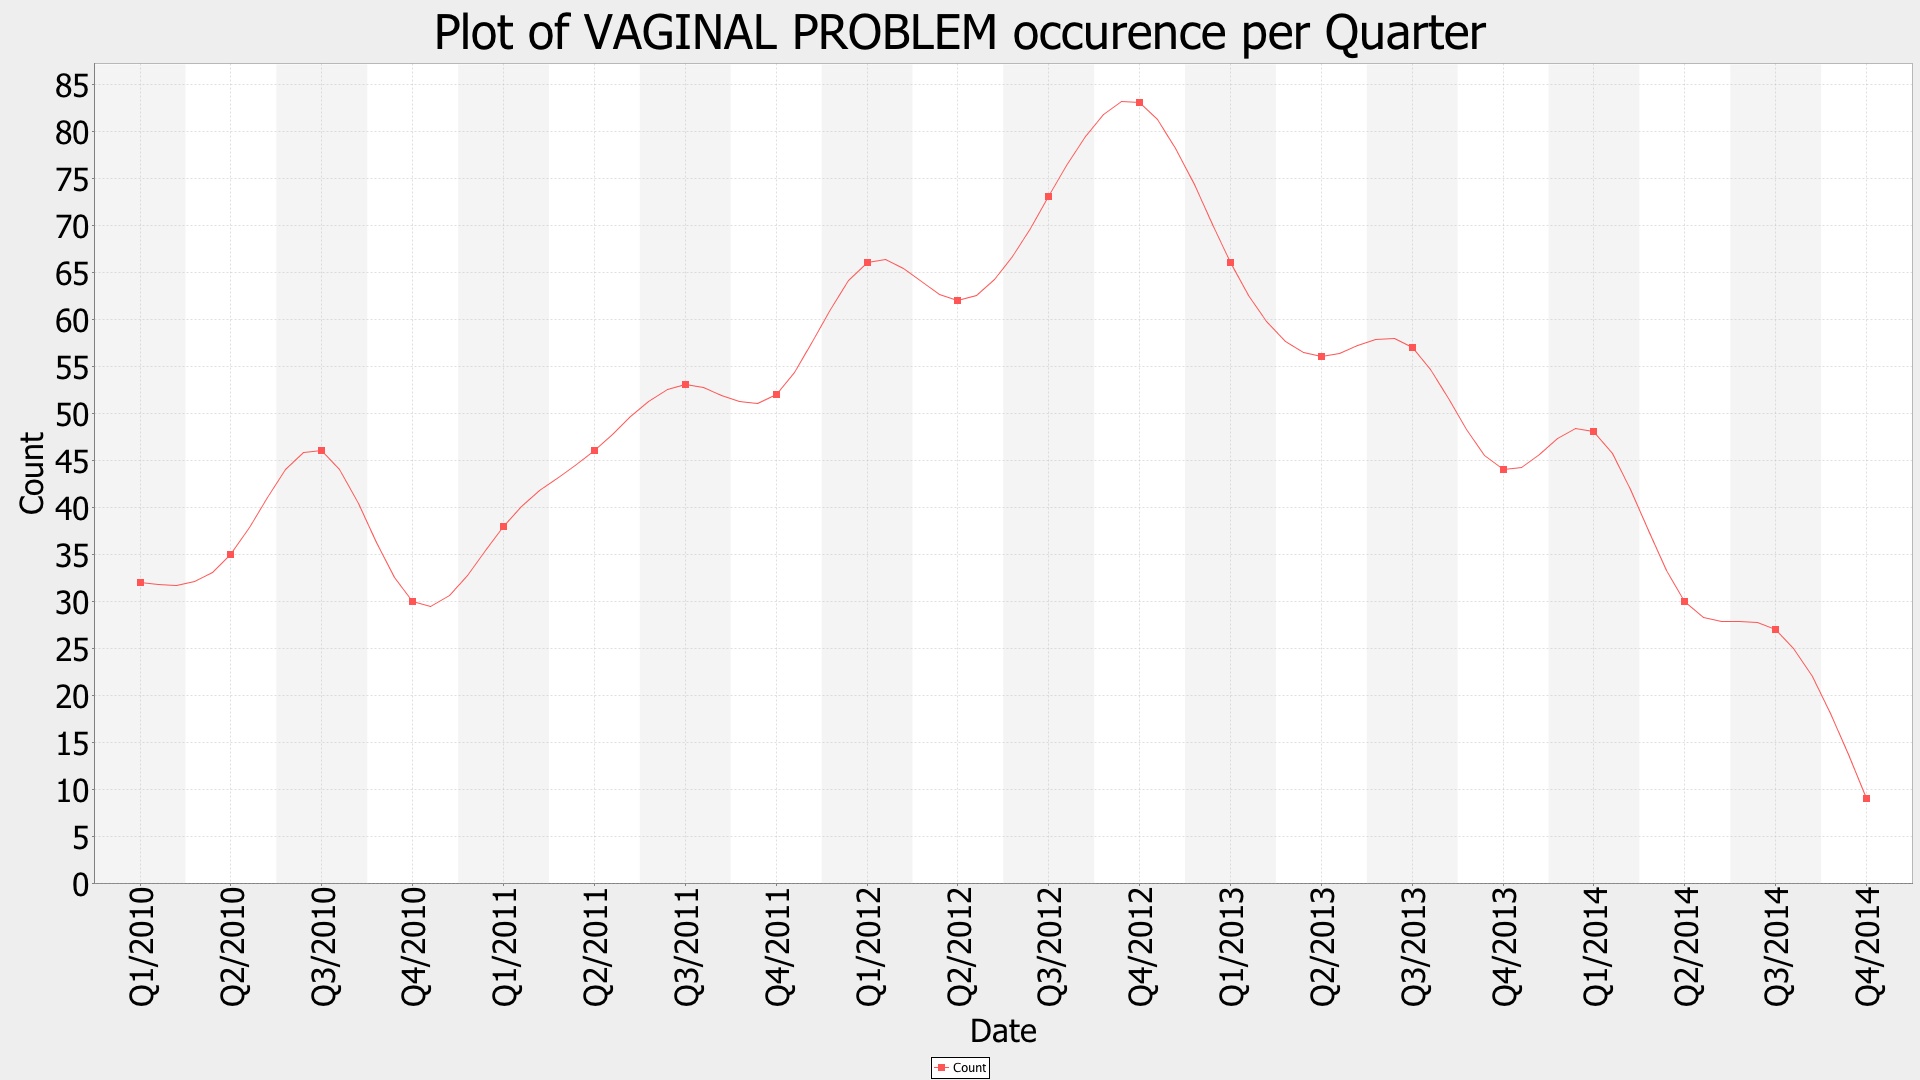 Plot of VAGINAL PROBLEM occurence per Quarter
85
80
75
70
65
60
55
50
45
40
35
30
25
20
15
10
5
0
Count
Q1/2010
Q2/2010
Q3/2010
Q4/2010
Q1/2011
Q2/2011
Q3/2011
Q4/2011
Q1/2012
Q2/2012
Q3/2012
Q4/2012
Q1/2013
Q2/2013
Q3/2013
Q4/2013
Q1/2014
Q2/2014
Q3/2014
Q4/2014
Date
Count